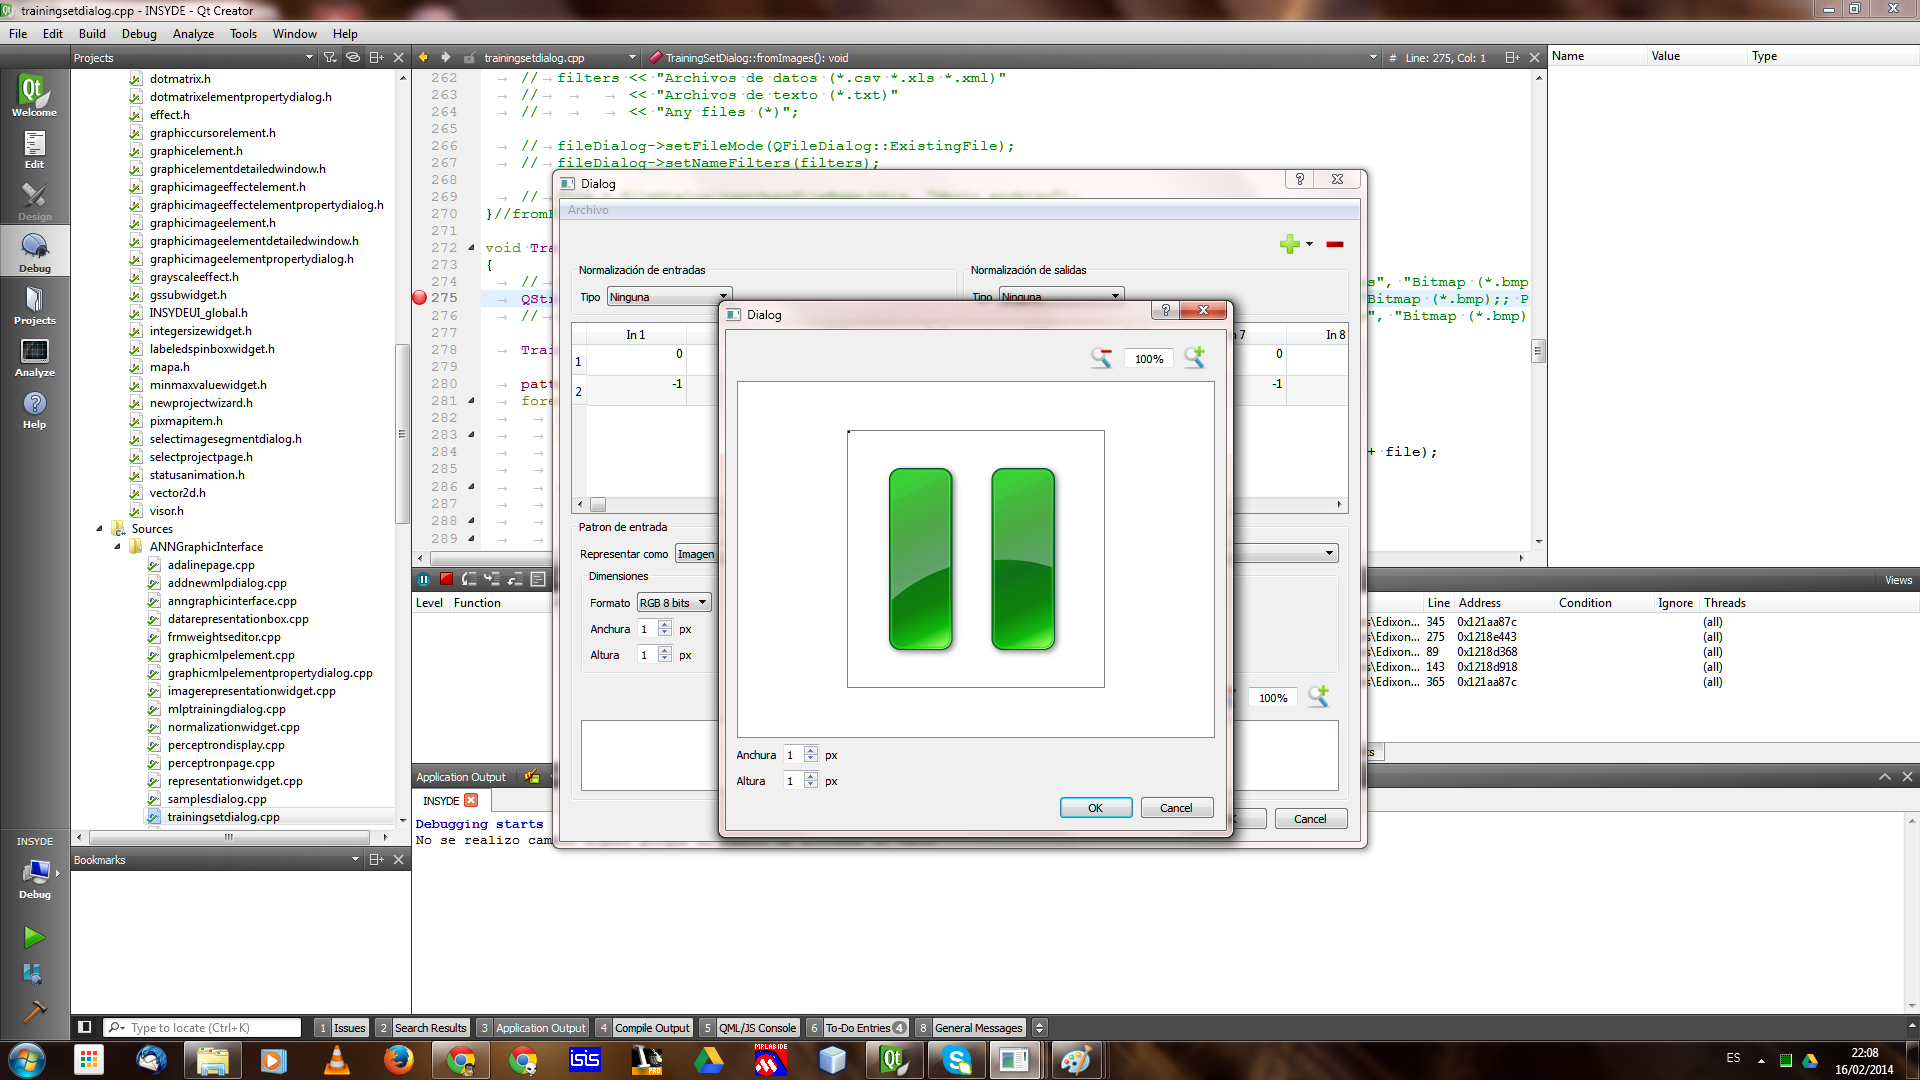 trainingsetdialog.cpp - INSYDE - Qt Creator
File Edit Build Debug Analyze Tools Window Help
Projects
trainingsetdialog.cpp
TrainingSetDialog::fromImages(): void
# Line: 275, Col: 1
Name Value Type
Welcome
Edit
Design
Debug
Projects
Analyze
Help
INSYDE
Debug
dotmatrix.h
dotmatrixelementpropertydialog.h
effect.h
graphiccursorelement.h
graphicelement.h
graphicelementdetailedwindow.h
graphicimageeffectelement.h
graphicimageeffectelementpropertydialog.h
graphicimageelement.h
graphicimageelementdetailedwindow.h
graphicimageelementpropertydialog.h
grayscaleeffect.h
gssubwidget.h
INSYDEUI_global.h
integersizewidget.h
labeledspinboxwidget.h
mapa.h
minmaxvaluewidget.h
newprojectwizard.h
pixmapitem.h
selectimagesegmentdialog.h
selectprojectpage.h
statusanimation.h
vector2d.h
visor.h
Sources
ANNGraphicInterface
adalinepage.cpp
addnewmlpdialog.cpp
anngraphicinterface.cpp
datarepresentationbox.cpp
frmweightseditor.cpp
graphicmlpelement.cpp
graphicmlpelementpropertydialog.cpp
imagerepresentationwidget.cpp
mlptrainingdialog.cpp
normalizationwidget.cpp
perceptrondisplay.cpp
perceptronpage.cpp
representationwidget.cpp
samplesdialog.cpp
trainingsetdialog.cpp
Bookmarks
262 // filters << "Archivos de datos (*.csv *.xls *.xml)"
263 // << "Archivos de texto (*.txt)"
264 // << "Any files (*)";
265
266 // fileDialog->setFileMode(QFileDialog::ExistingFile);
267 // fileDialog->setNameFilters(filters);
268
269 //
270 }//from
271
272 void Tra
273 {
274 // s", "Bitmap (*.bmp
275 QStr Bitmap (*.bmp);; P
276 // ", "Bitmap (*.bmp)
277
278 Trai
279
280 patt
281 fore
282
283
284 + file);
285
286
287
288
289
Dialog
Archivo
Normalización de entradas
Normalización de salidas
Tipo Ninguna
Tipo Ninguna
In 1 7 In 8
1 0 0
2 -1 -1
Patron de entrada
Representar como Imagen
Dimensiones
Formato RGB 8 bits
Anchura 1 px
Altura 1 px
100%
Cancel
Dialog
100%
Anchura 1 px
Altura 1 px
OK Cancel
Views
Level Function
Line Address Condition Ignore Threads
s\Edixon... 345 0x121aa87c (all)
s\Edixon... 275 0x1218e443 (all)
s\Edixon... 89 0x1218d368 (all)
s\Edixon... 143 0x1218d918 (all)
s\Edixon... 365 0x121aa87c (all)
Application Output
INSYDE
Debugging starts
No se realizo cam
Type to locate (Ctrl+K)
1 Issues 2 Search Results 3 Application Output 4 Compile Output 5 QML/JS Console 6 To-Do Entries 4 8 General Messages
isis
PRO
MPLAB IDE
Qt
ES
22:08
16/02/2014